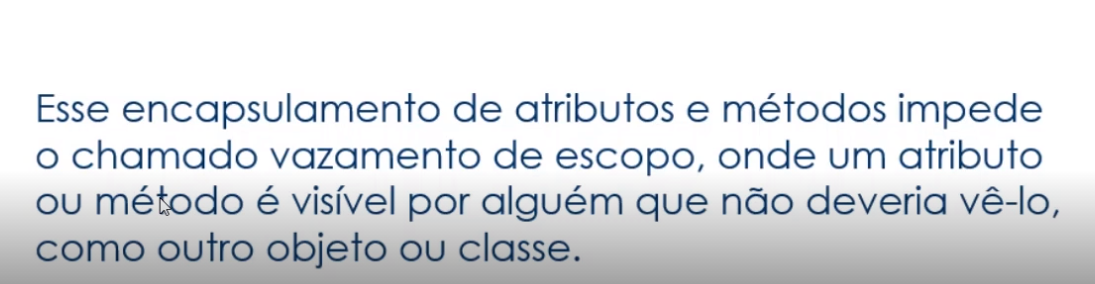 Esse encapsulamento de atributos e métodos impede
o chamado vazamento de escopo, onde um atributo
ou método é visível por alguém que não deveria vê-lo,
como outro objeto ou classe.